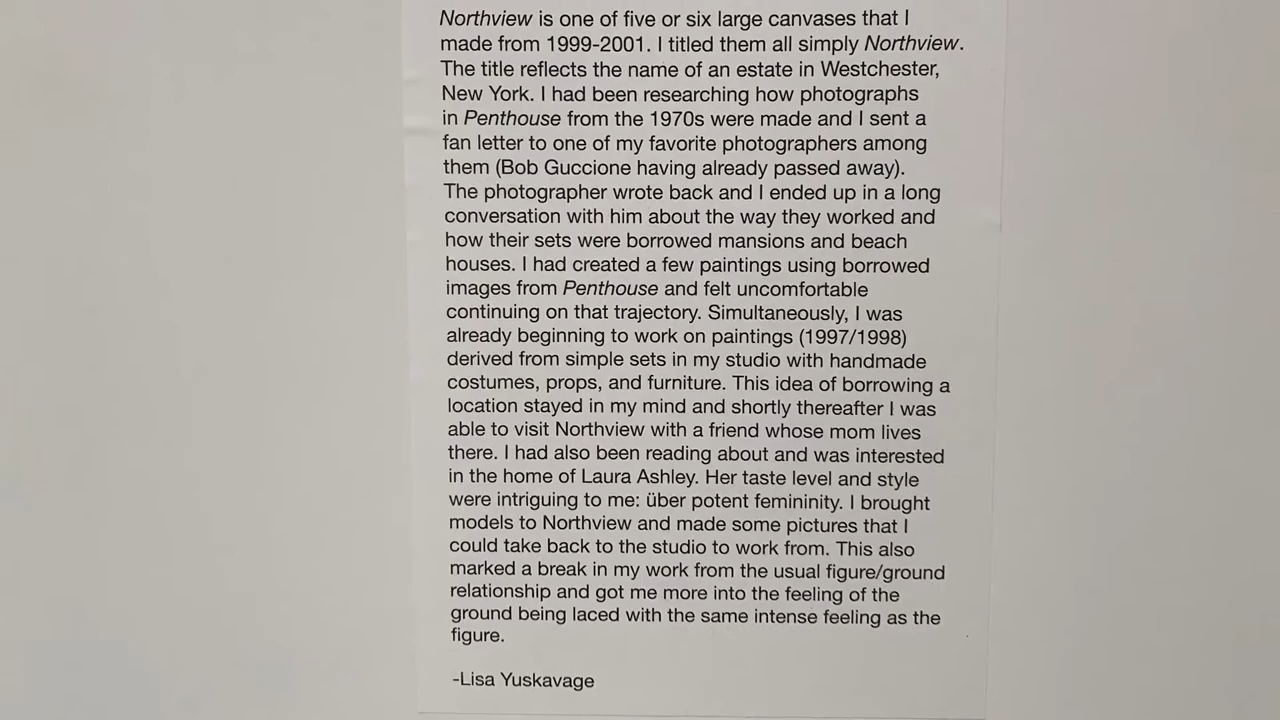 Northview is one of five or six large canvases that I
made from 1999-2001. I titled them all simply Northview.
The title reflects the name of an estate in Westchester,
New York. I had been researching how photographs
in Penthouse from the 1970s were made and I sent a
fan letter to one of my favorite photographers among
them (Bob Guccione having already passed away).
The photographer wrote back and I ended up in a long
conversation with him about the way they worked and
how their sets were borrowed mansions and beach
houses. I had created a few paintings using borrowed
images from Penthouse and felt uncomfortable
continuing on that trajectory. Simultaneously, I was
already beginning to work on paintings (1997/1998)
derived from simple sets in my studio with handmade
costumes, props, and furniture. This idea of borrowing a
location stayed in my mind and shortly thereafter I was
able to visit Northview with a friend whose mom lives
there. I had also been reading about and was interested
in the home of Laura Ashley. Her taste level and style
were intriguing to me: über potent femininity. I brought
models to Northview and made some pictures that I
could take back to the studio to work from. This also
marked a break in my work from the usual figure/ground
relationship and got me more into the feeling of the
ground being laced with the same intense feeling as the
figure.
-Lisa Yuskavage